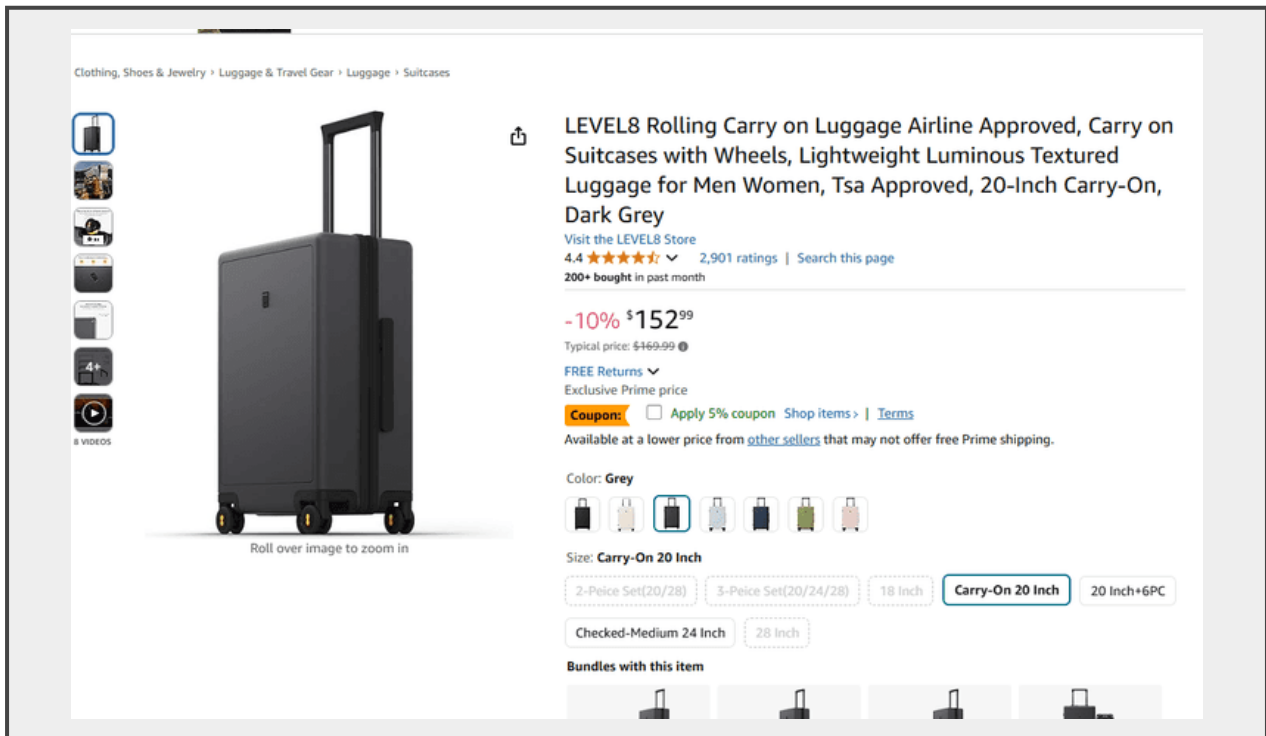 Clothing, Shoes & Jewelry › Luggage & Travel Gear › Luggage › Suitcases
LEVEL8 Rolling Carry on Luggage Airline Approved, Carry on
Suitcases with Wheels, Lightweight Luminous Textured
Luggage for Men Women, Tsa Approved, 20-Inch Carry-On,
Dark Grey
Visit the LEVEL8 Store
4.4 2,901 ratings | Search this page
200+ bought in past month
-10% $15299
Typical price: $169.99
FREE Returns
Exclusive Prime price
Coupon: Apply 5% coupon Shop items › | Terms
Available at a lower price from other sellers that may not offer free Prime shipping.
4+
8 VIDEOS
Roll over image to zoom in
Color: Grey
Size: Carry-On 20 Inch
2-Peice Set(20/28) 3-Peice Set(20/24/28) 18 Inch Carry-On 20 Inch 20 Inch+6PC
Checked-Medium 24 Inch 28 Inch
Bundles with this item